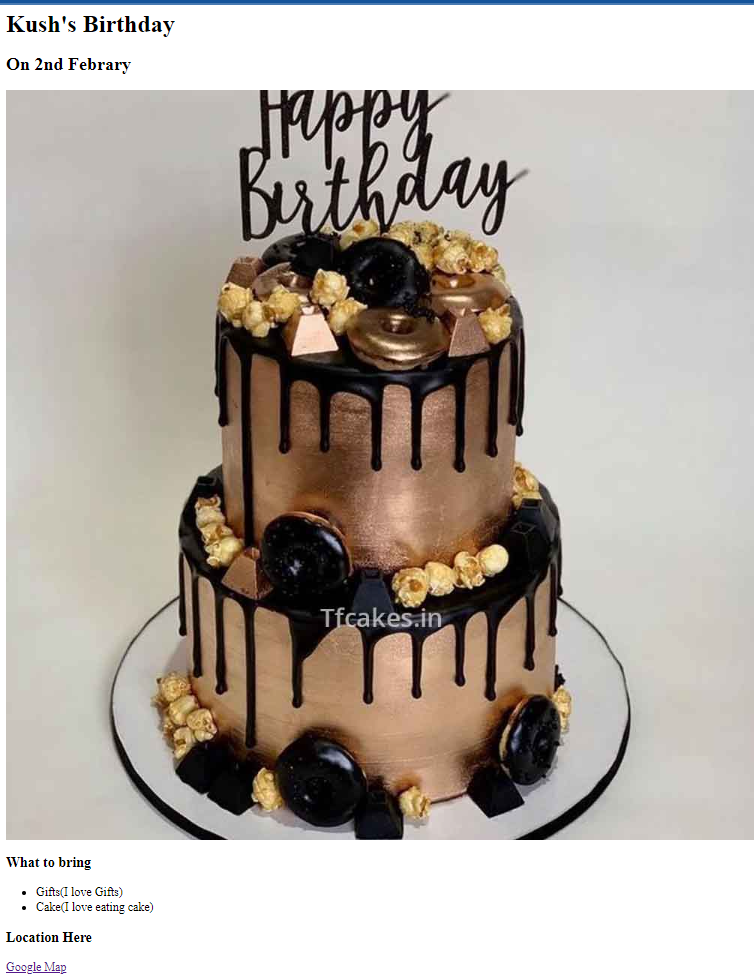 Kush's Birthday
On 2nd Febrary
Happy
Birthday
Tfcakes.in
What to bring
Gifts(I love Gifts)
Cake(I love eating cake)
Location Here
Google Map